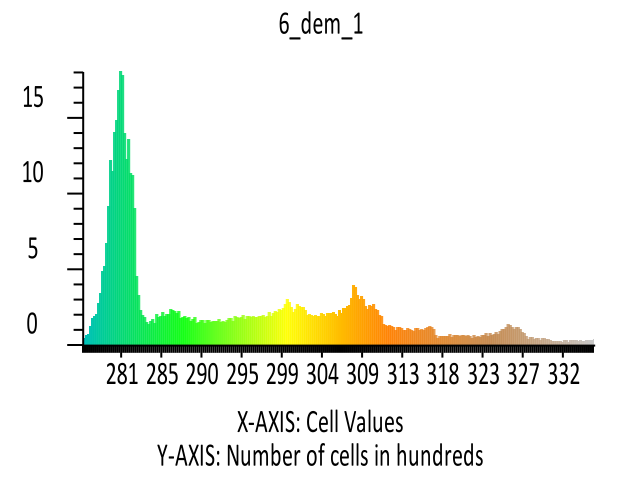 6_dem_1
15
10
5
0
281 285 290 295 299 304 309 313 318 323 327 332
X-AXIS: Cell Values
Y-AXIS: Number of cells in hundreds